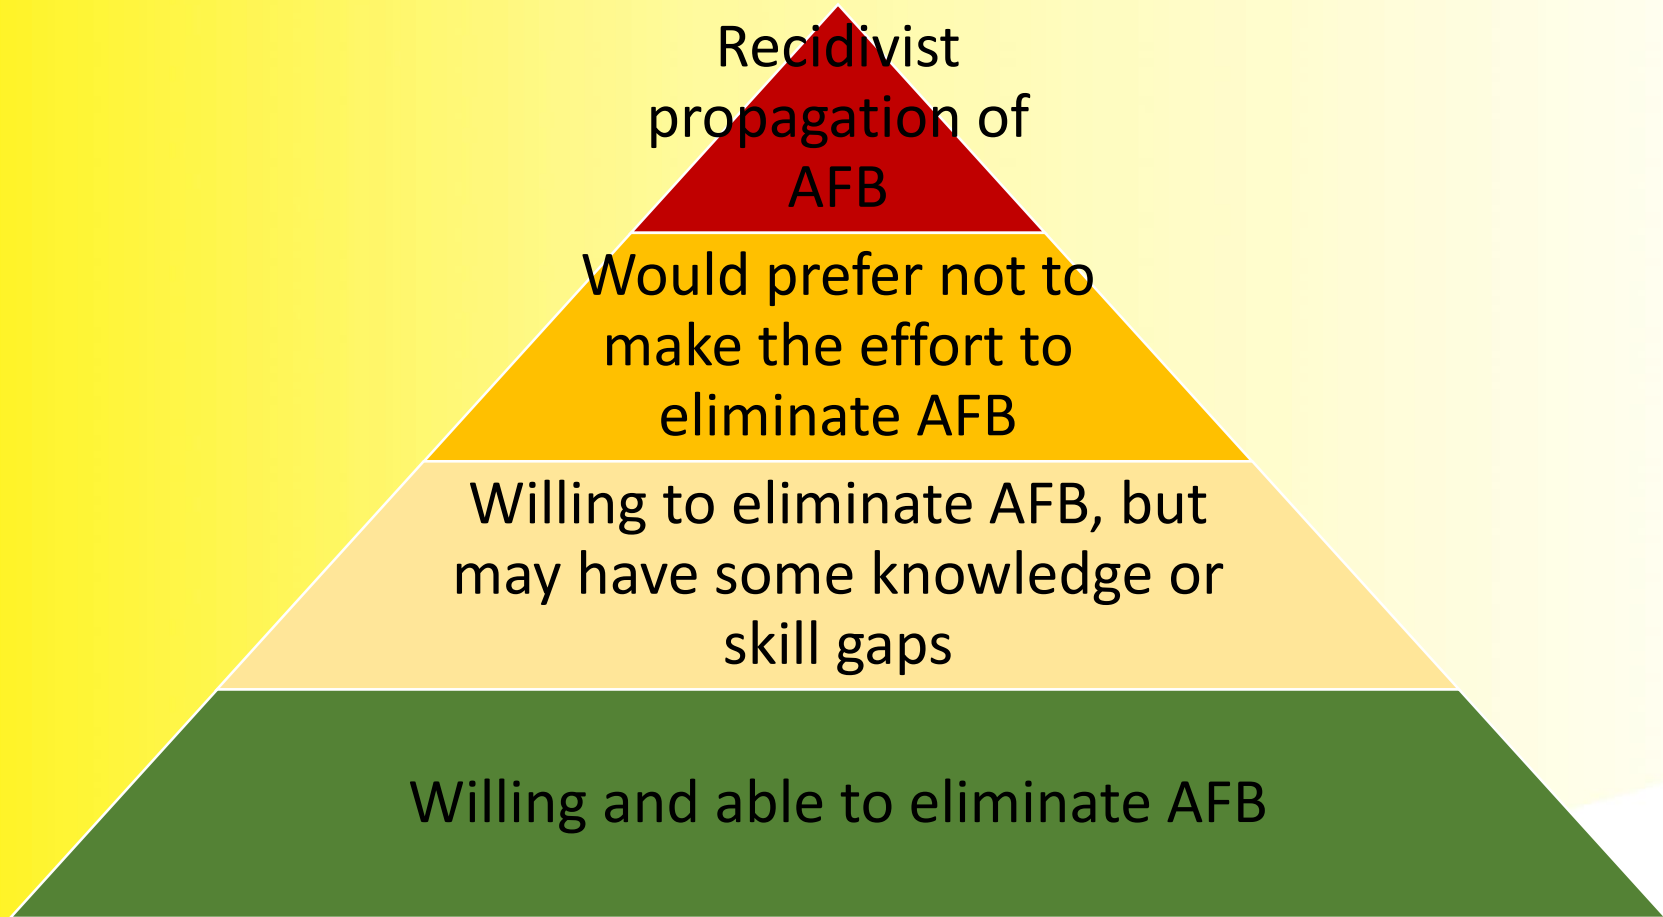 Recidivist
propagation of
AFB
Would prefer not to
make the effort to
eliminate AFB
Willing to eliminate AFB, but
may have some knowledge or
skill gaps
Willing and able to eliminate AFB